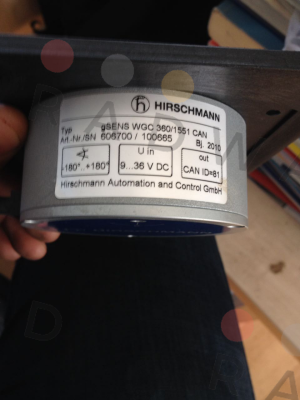 HIRSCHMANN
Typ gSENS WGC 360/1551 CAN
Art.-Nr./SN 606700 / 100665 Bj. 2010
-180°..+180°
U in
9...36 V DC
out
CAN ID=81
Hirschmann Automation and Control GmbH